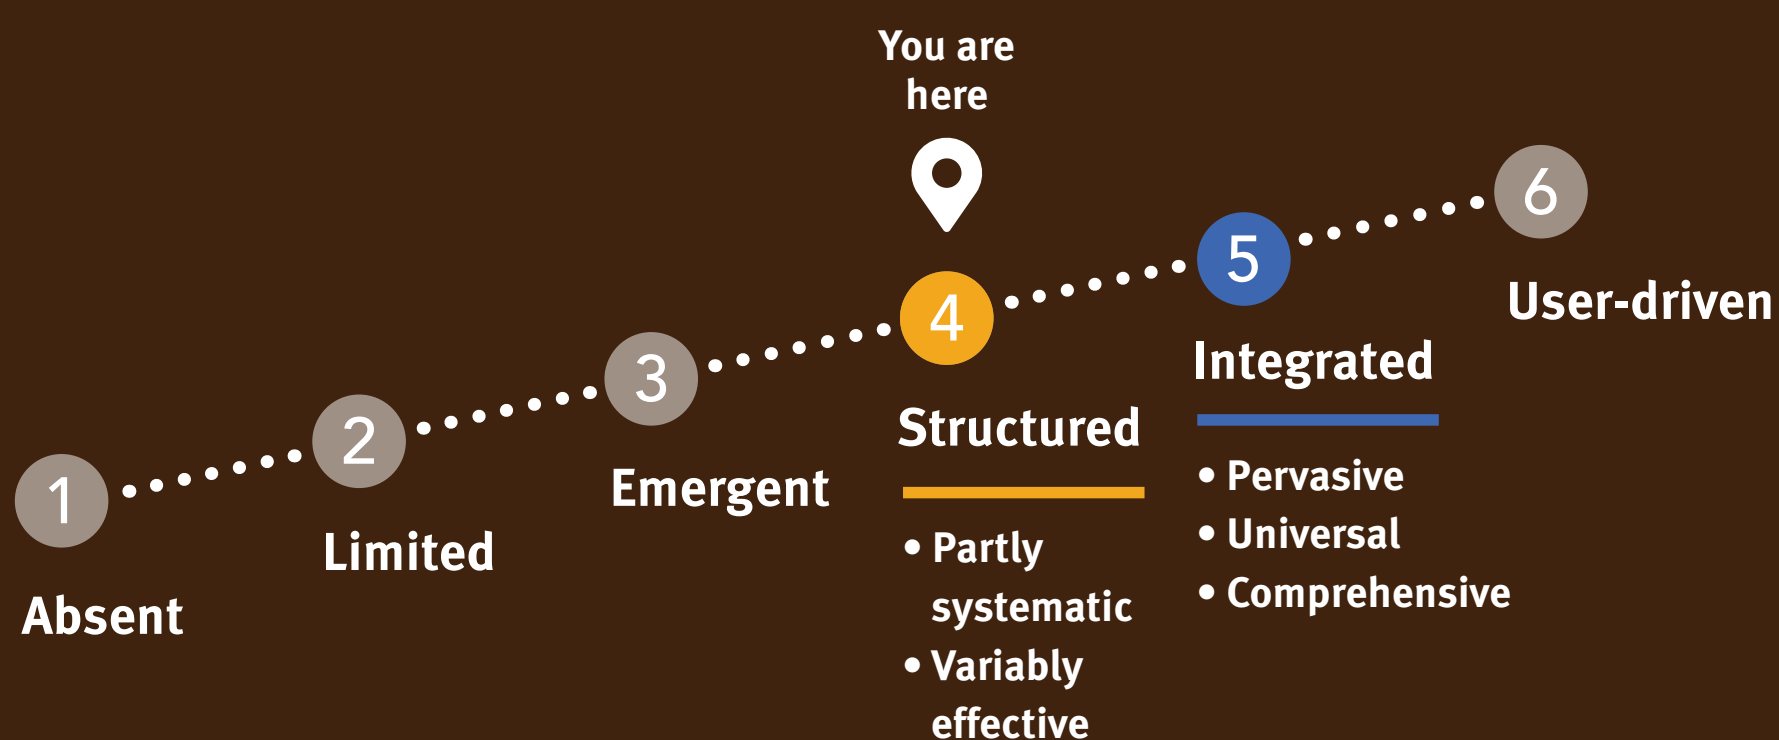 You are
here
1
Absent
2
Limited
3
Emergent
4
Structured
• Partly
systematic
• Variably
effective
5
Integrated
• Pervasive
• Universal
• Comprehensive
6
User-driven